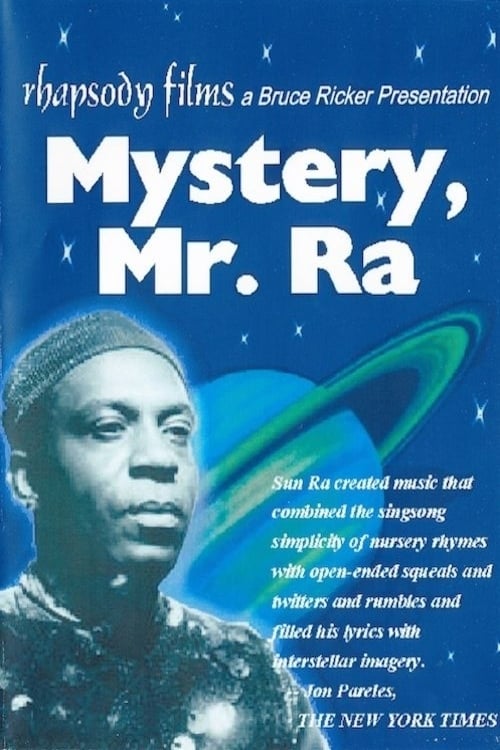 rhapsody films a Bruce Ricker Presentation
Mystery,
Mr. Ra
Sun Ra created music that
combined the singsong
simplicity of nursery rhymes
with open-ended squeals and
twitters and rumbles and
filled his lyrics with
interstellar imagery.
-- Jon Pareles,
THE NEW YORK TIMES